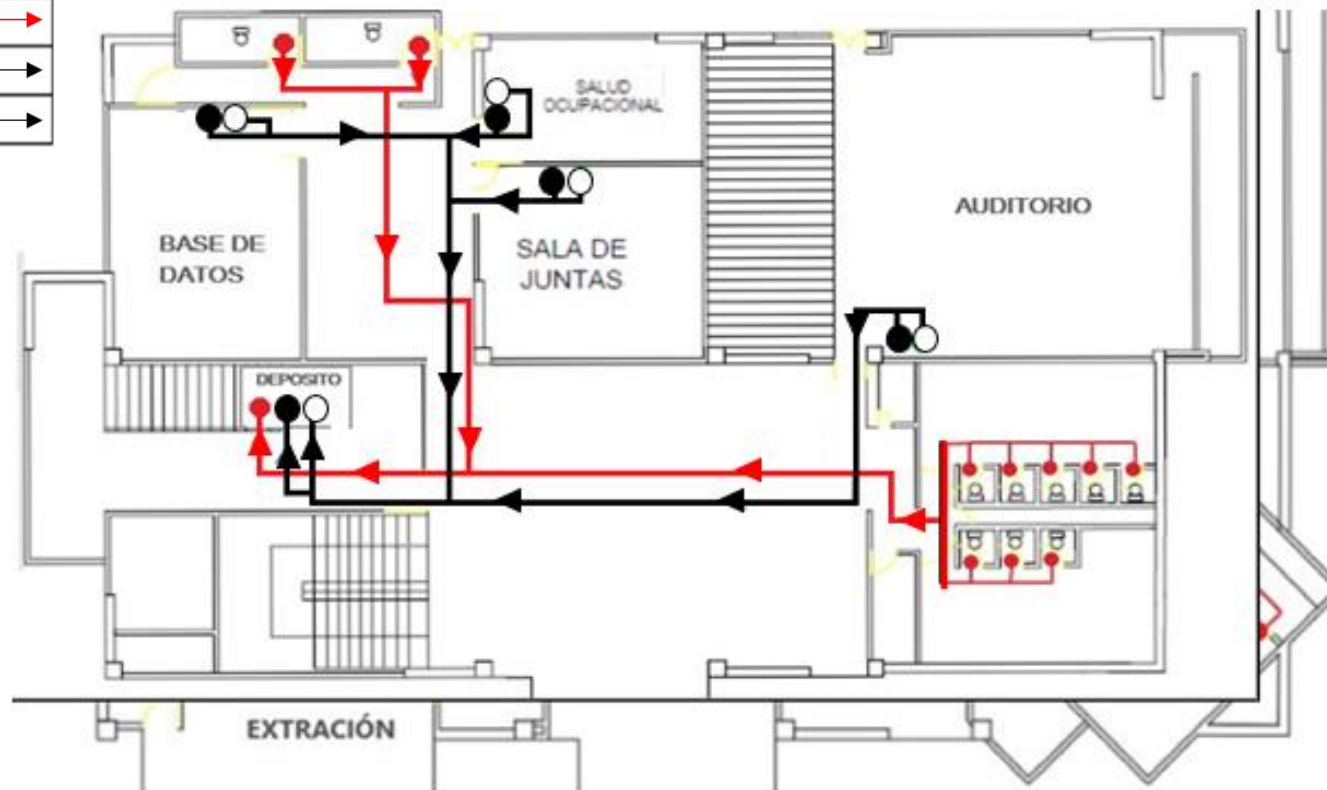 SALUD
OCUPACIONAL
AUDITORIO
BASE DE
DATOS
SALA DE
JUNTAS
DEPOSITO
EXTRACIÓN